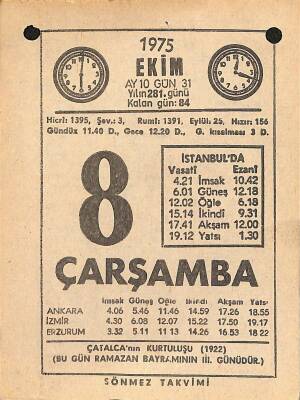 1975
EKİM
AY 10 GÜN 31
Yılın 281. günü
Kalan gün: 84
Hicrî: 1395, Şev.: 3, Rumî: 1391, Eylül: 25, Hızır: 156
Gündüz 11.40 D., Gece 12.20 D., G. kısalması 3 D.
8
İSTANBUL'DA
Vasatî Ezanî
4.21 İmsak 10.42
6.01 Güneş 12.18
12.02 Öğle 6.18
15.14 İkindi 9.31
17.41 Akşam 12.00
19.12 Yatsı 1.30
ÇARŞAMBA
İmsak Güneş Öğle İkindi Akşam Yatsı
ANKARA 4.06 5.46 11.46 14.59 17.26 18.55
İZMİR 4.30 6.08 12.07 15.22 17.50 19.17
ERZURUM 3.32 5.11 11.13 14.26 16.53 18.22
ÇATALCA'nın KURTULUŞU (1922)
(BU GÜN RAMAZAN BAYRAMININ III. GÜNÜDÜR.)
SÖNMEZ TAKVİMİ